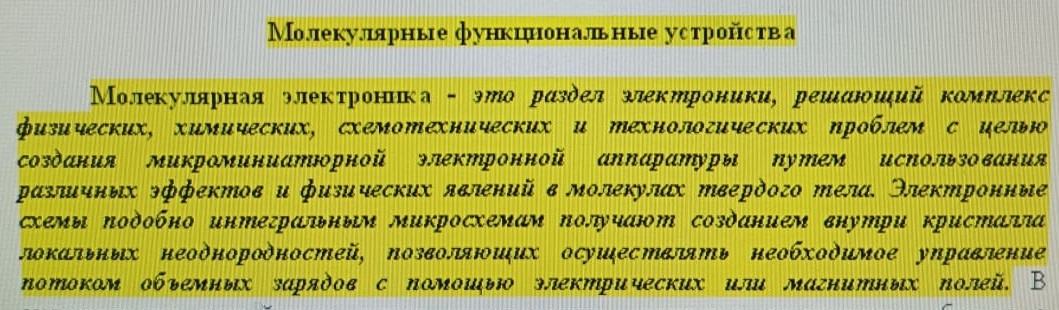 Молекулярные функциональные устройства
Молекулярная электроника - это раздел электроники, решающий комплекс
физических, химических, схемотехнических и технологических проблем с целью
создания микроминиатюрной электронной аппаратуры путем использования
различных эффектов и физических явлений в молекулах твердого тела. Электронные
схемы подобно интегральным микросхемам получают созданием внутри кристалла
локальных неоднородностей, позволяющих осуществлять необходимое управление
потоком объемных зарядов с помощью электрических или магнитных полей. В